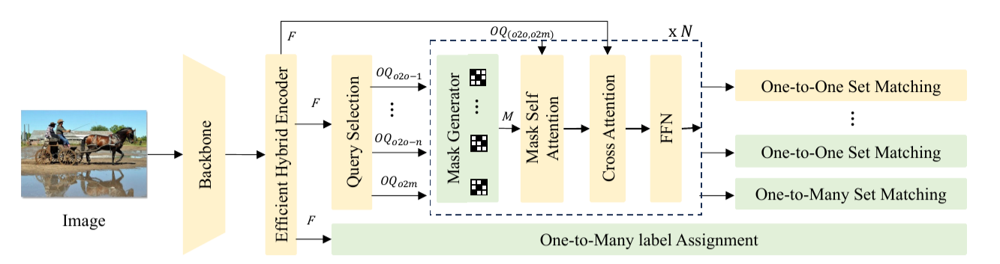 F
OQ(o2o,o2m)
x N
Image
Backbone
Efficient Hybrid Encoder
F
F
Query Selection
OQo2o−1
⋮
OQo2o−n
OQo2m
Mask Generator
⋯
M
Mask Self
Attention
Cross Attention
FFN
One-to-One Set Matching
⋮
One-to-One Set Matching
One-to-Many Set Matching
One-to-Many label Assignment